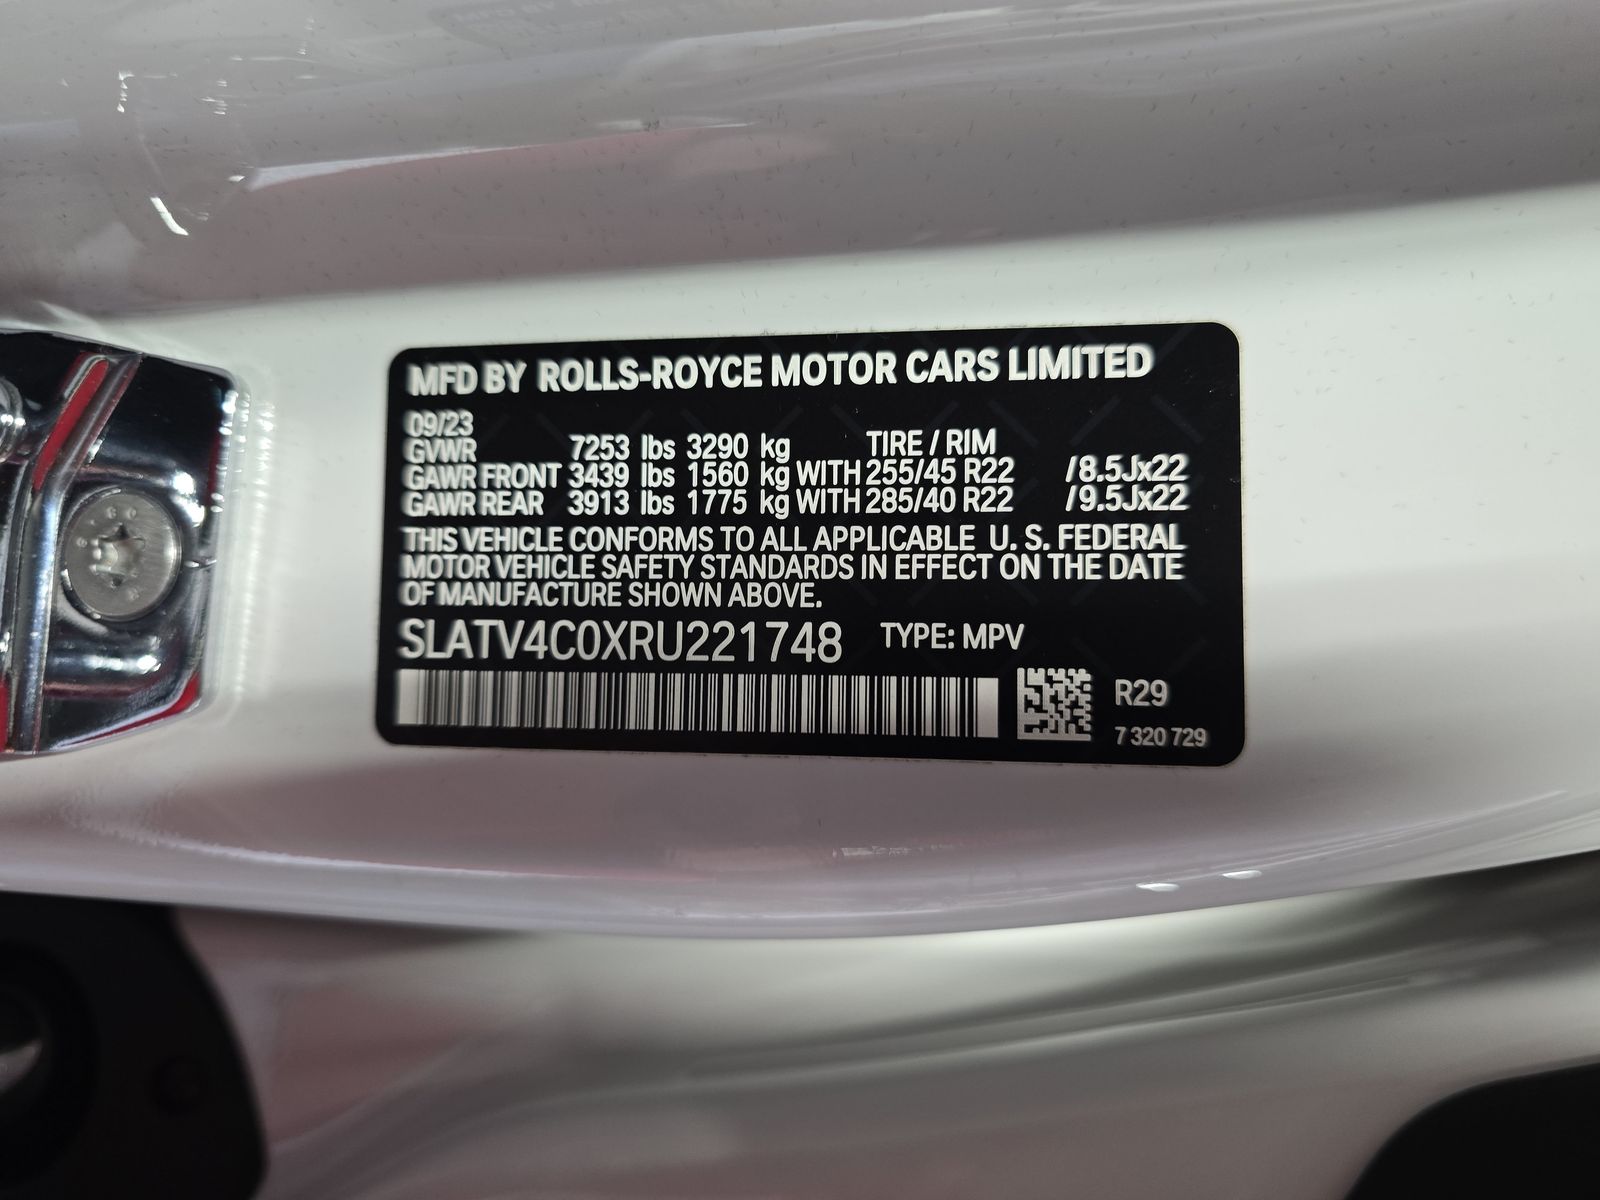 MFD BY ROLLS-ROYCE MOTOR CARS LIMITED
09/23
GVWR 7253 lbs 3290 kg TIRE / RIM
GAWR FRONT 3439 lbs 1560 kg WITH 255/45 R22 /8.5Jx22
GAWR REAR 3913 lbs 1775 kg WITH 285/40 R22 /9.5Jx22
THIS VEHICLE CONFORMS TO ALL APPLICABLE U. S. FEDERAL
MOTOR VEHICLE SAFETY STANDARDS IN EFFECT ON THE DATE
OF MANUFACTURE SHOWN ABOVE.
SLATV4C0XRU221748 TYPE: MPV
R29
7 320 729